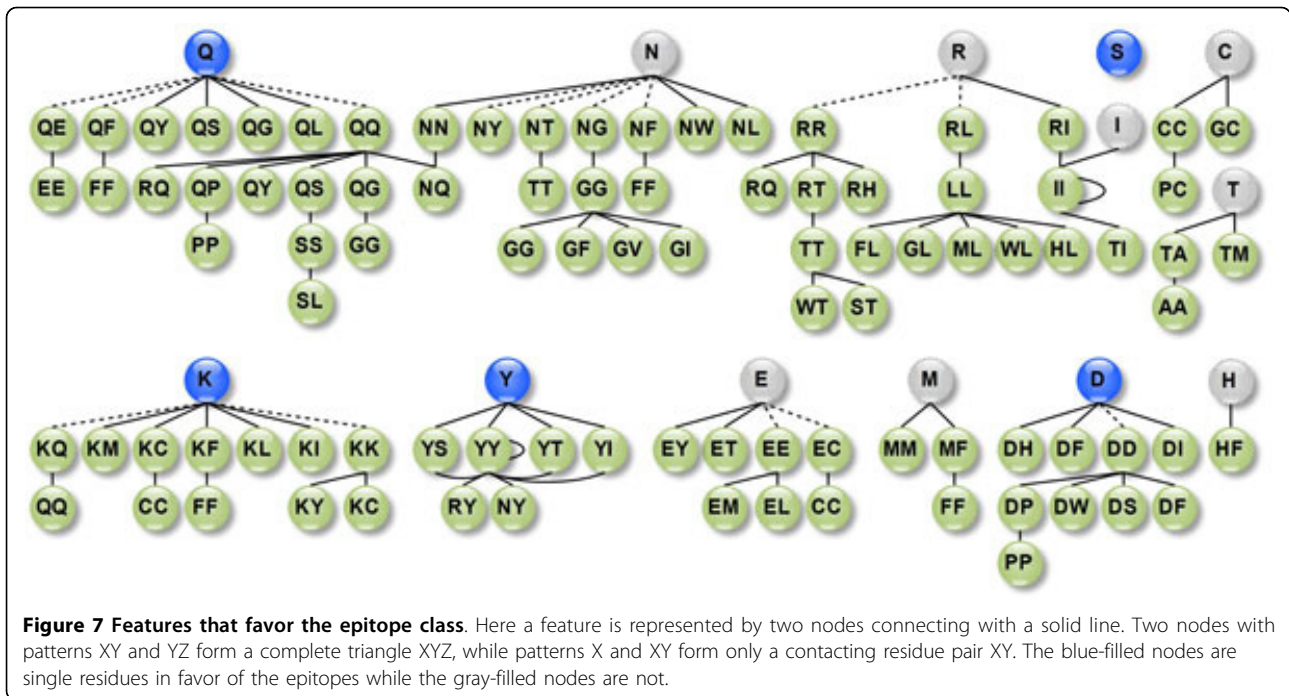 Q N R S C
QE QF QY QS QG QL QQ NN NY NT NG NF NW NL RR RL RI I CC GC
EE FF RQ QP QY QS QG NQ TT GG FF RQ RT RH LL II PC T
PP SS GG GG GF GV GI TT FL GL ML WL HL TI TA TM
SL WT ST AA
K Y E M D H
KQ KM KC KF KL KI KK YS YY YT YI EY ET EE EC MM MF DH DF DD DI HF
QQ CC FF KY KC RY NY EM EL CC FF DP DW DS DF
PP
Figure 7 Features that favor the epitope class. Here a feature is represented by two nodes connecting with a solid line. Two nodes with
patterns XY and YZ form a complete triangle XYZ, while patterns X and XY form only a contacting residue pair XY. The blue-filled nodes are
single residues in favor of the epitopes while the gray-filled nodes are not.